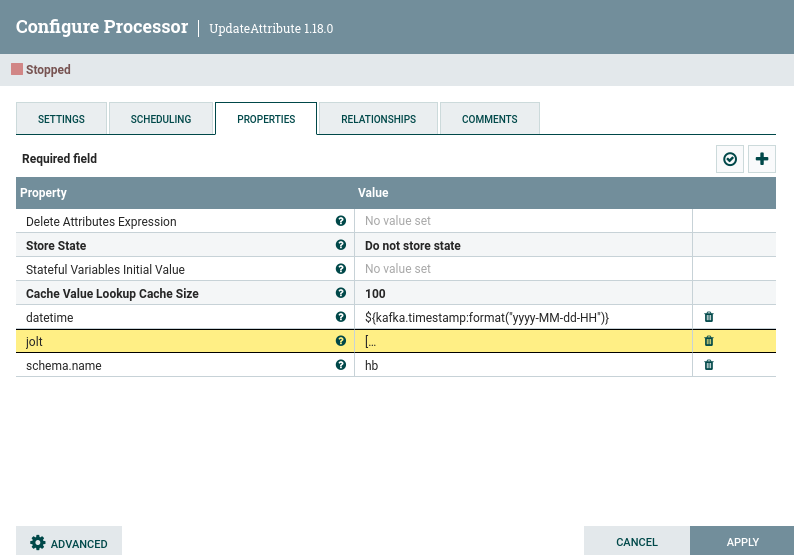 Configure Processor | UpdateAttribute 1.18.0
Stopped
SETTINGS SCHEDULING PROPERTIES RELATIONSHIPS COMMENTS
Required field
Property Value
Delete Attributes Expression No value set
Store State Do not store state
Stateful Variables Initial Value No value set
Cache Value Lookup Cache Size 100
datetime ${kafka.timestamp:format("yyyy-MM-dd-HH")}
jolt [...
schema.name hb
ADVANCED CANCEL APPLY